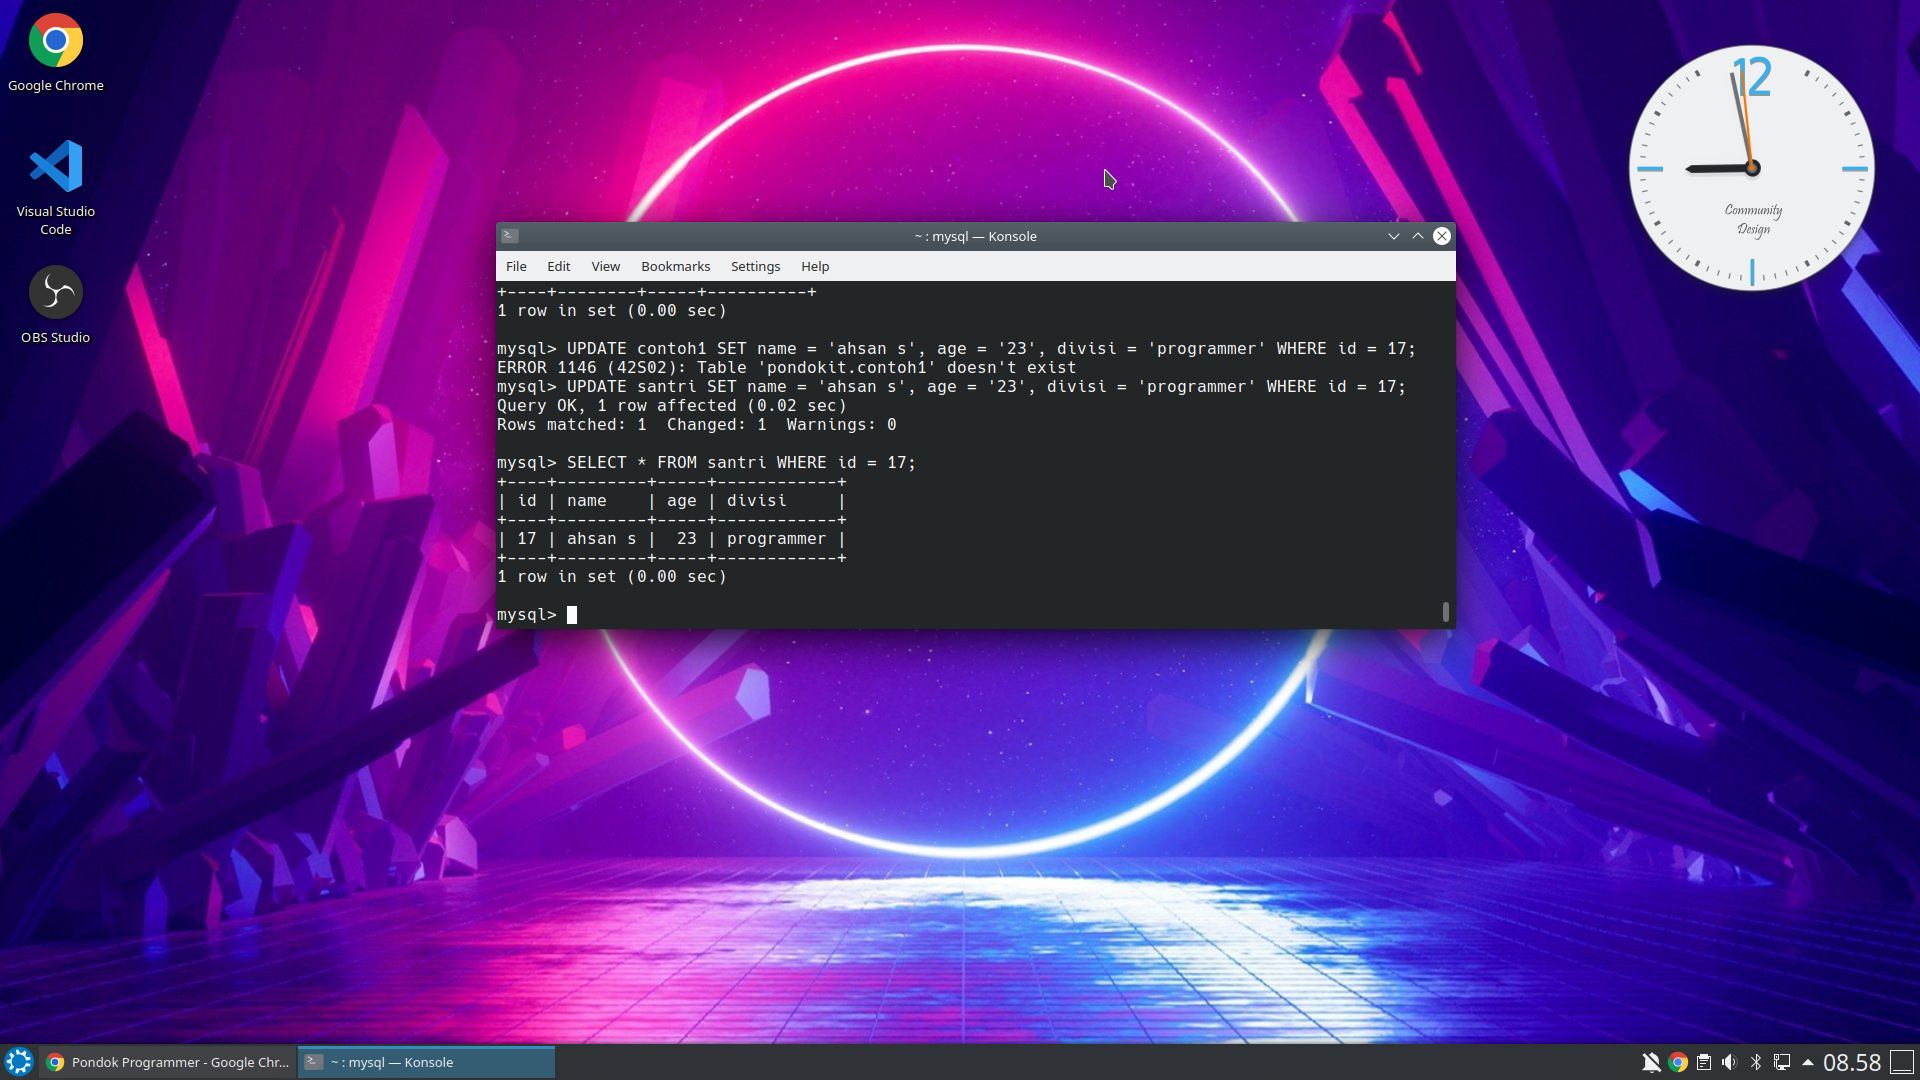 Google Chrome
Visual Studio
Code
OBS Studio
12
Community
Design
~ : mysql — Konsole
File Edit View Bookmarks Settings Help
+----+--------+-----+----------+
1 row in set (0.00 sec)
mysql> UPDATE contoh1 SET name = 'ahsan s', age = '23', divisi = 'programmer' WHERE id = 17;
ERROR 1146 (42S02): Table 'pondokit.contoh1' doesn't exist
mysql> UPDATE santri SET name = 'ahsan s', age = '23', divisi = 'programmer' WHERE id = 17;
Query OK, 1 row affected (0.02 sec)
Rows matched: 1  Changed: 1  Warnings: 0
mysql> SELECT * FROM santri WHERE id = 17;
+----+---------+-----+------------+
| id | name    | age | divisi     |
+----+---------+-----+------------+
| 17 | ahsan s |  23 | programmer |
+----+---------+-----+------------+
1 row in set (0.00 sec)
mysql>
Pondok Programmer - Google Chr...
~ : mysql — Konsole
08.58